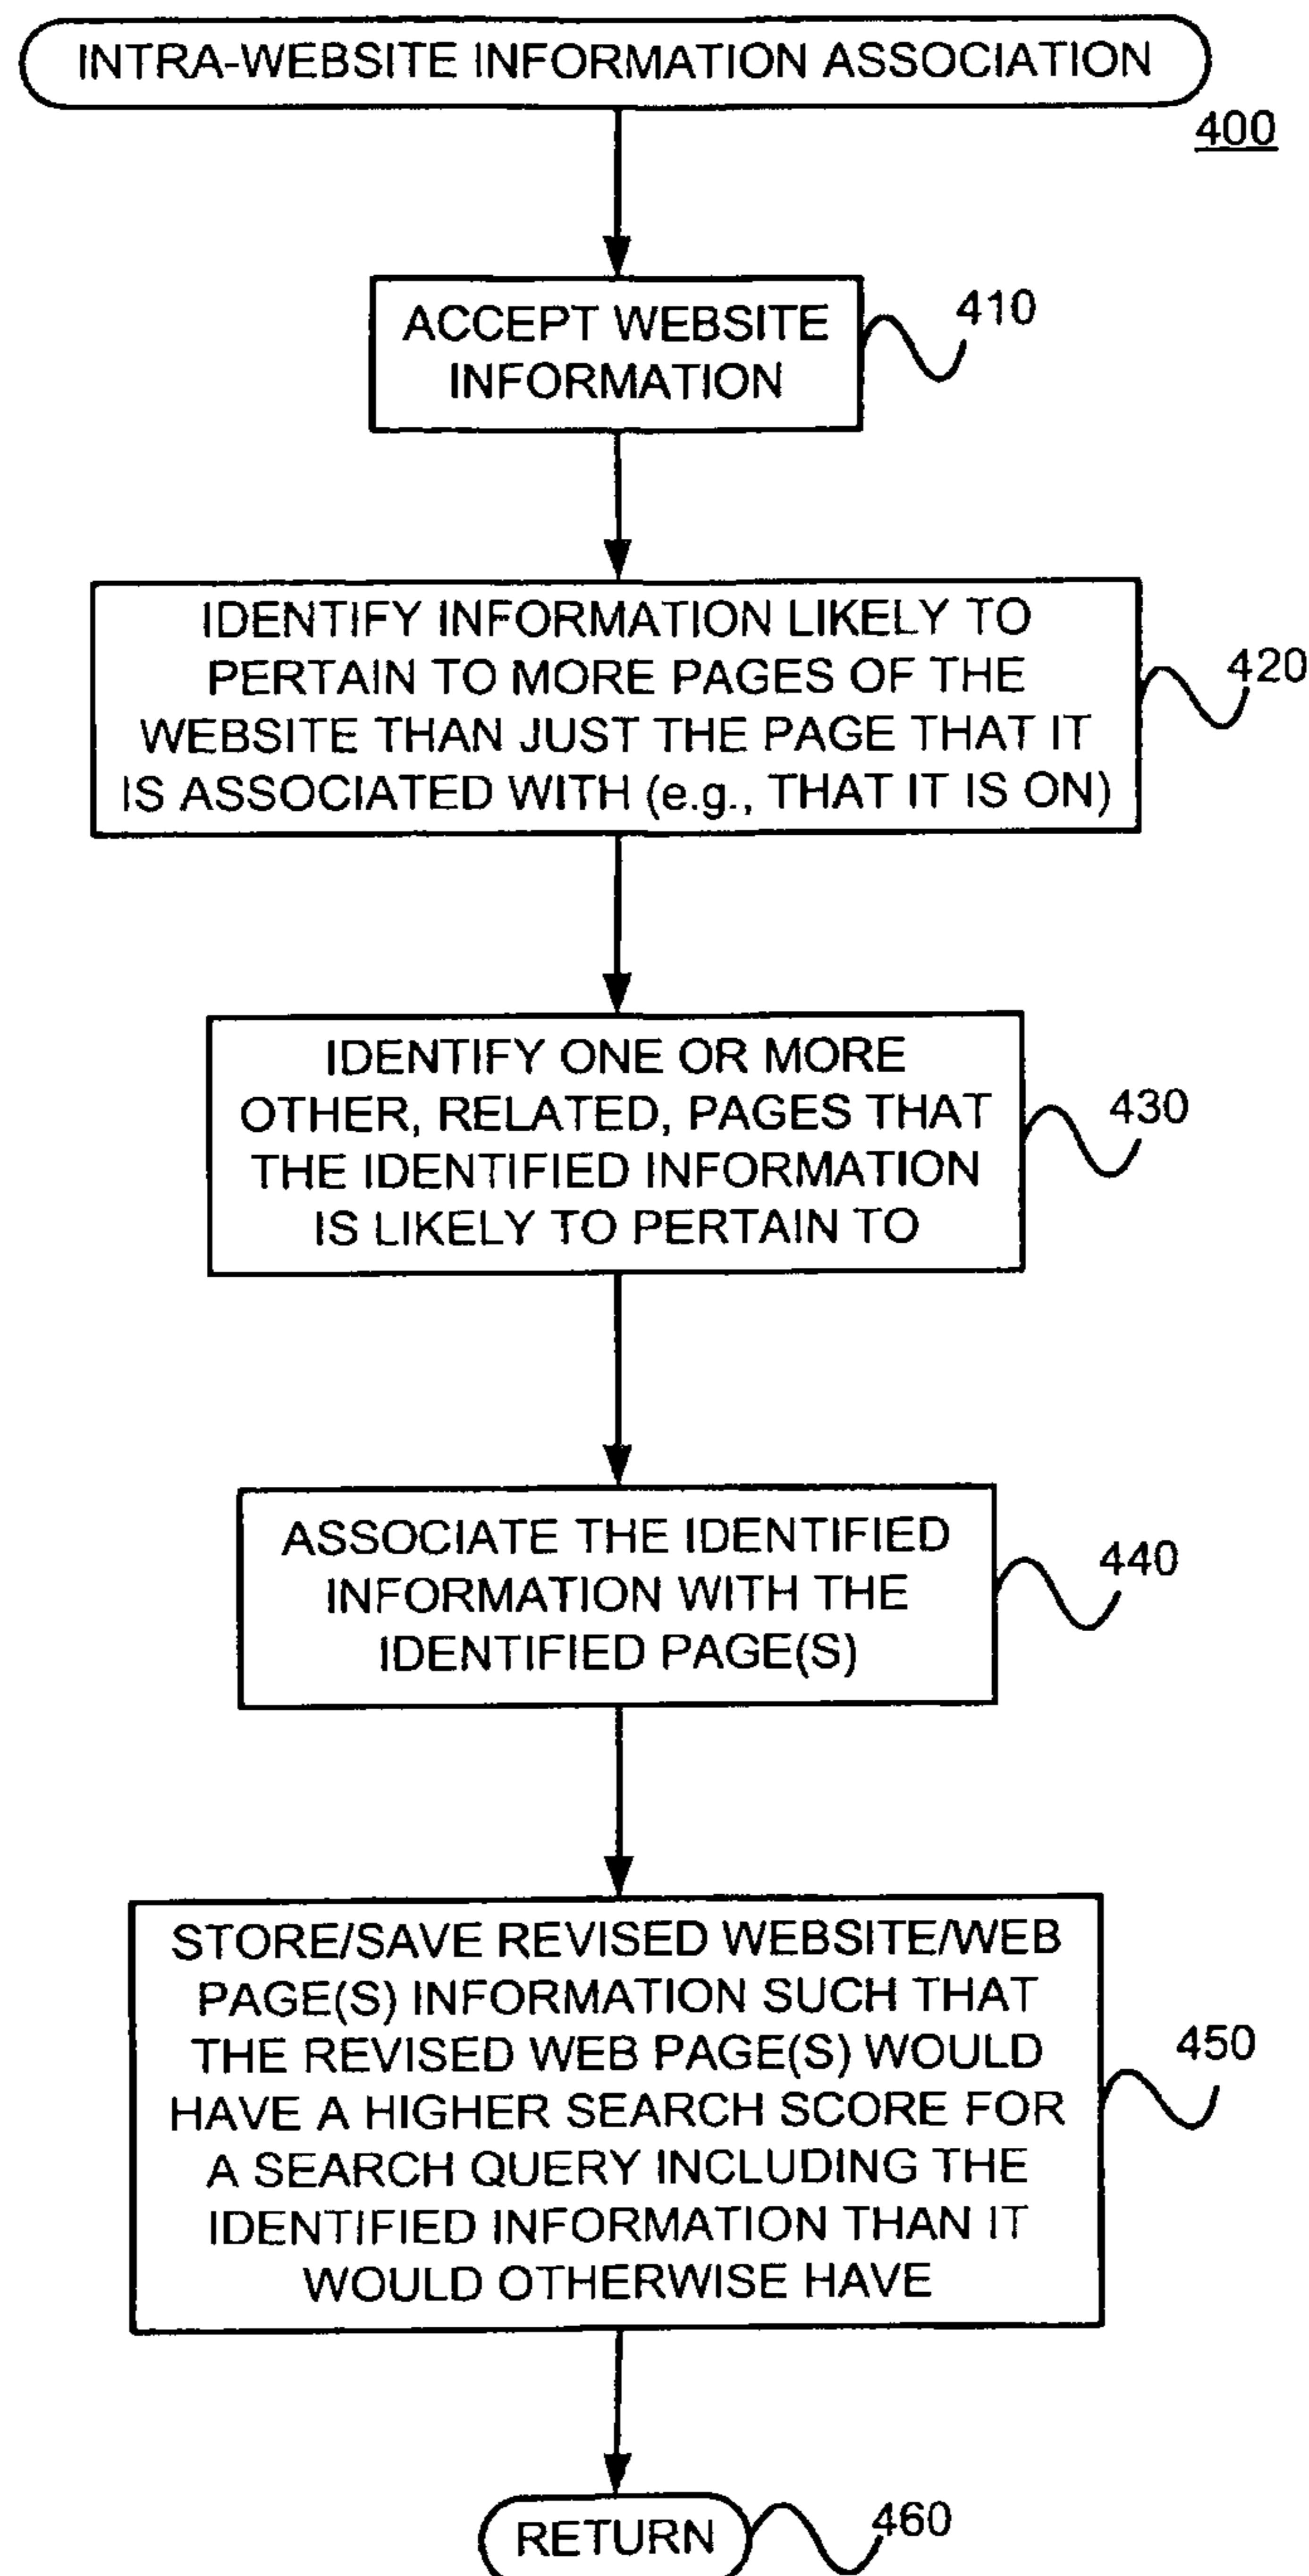 INTRA-WEBSITE INFORMATION ASSOCIATION
400
ACCEPT WEBSITE
INFORMATION
410
IDENTIFY INFORMATION LIKELY TO
PERTAIN TO MORE PAGES OF THE
WEBSITE THAN JUST THE PAGE THAT IT
IS ASSOCIATED WITH (e.g., THAT IT IS ON)
420
IDENTIFY ONE OR MORE
OTHER, RELATED, PAGES THAT
THE IDENTIFIED INFORMATION
IS LIKELY TO PERTAIN TO
430
ASSOCIATE THE IDENTIFIED
INFORMATION WITH THE
IDENTIFIED PAGE(S)
440
STORE/SAVE REVISED WEBSITE/WEB
PAGE(S) INFORMATION SUCH THAT
THE REVISED WEB PAGE(S) WOULD
HAVE A HIGHER SEARCH SCORE FOR
A SEARCH QUERY INCLUDING THE
IDENTIFIED INFORMATION THAN IT
WOULD OTHERWISE HAVE
450
RETURN
460